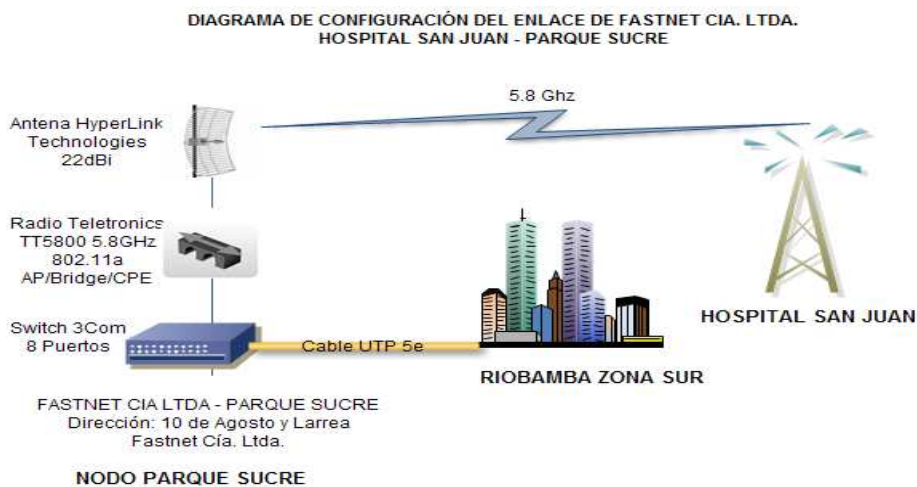 DIAGRAMA DE CONFIGURACIÓN DEL ENLACE DE FASTNET CIA. LTDA.
HOSPITAL SAN JUAN - PARQUE SUCRE
5.8 Ghz
Antena HyperLink
Technologies
22dBi
Radio Teletronics
TT5800 5.8GHz
802.11a
AP/Bridge/CPE
HOSPITAL SAN JUAN
Switch 3Com
8 Puertos
Cable UTP 5e
RIOBAMBA ZONA SUR
FASTNET CIA LTDA - PARQUE SUCRE
Dirección: 10 de Agosto y Larrea
Fastnet Cía. Ltda.
NODO PARQUE SUCRE